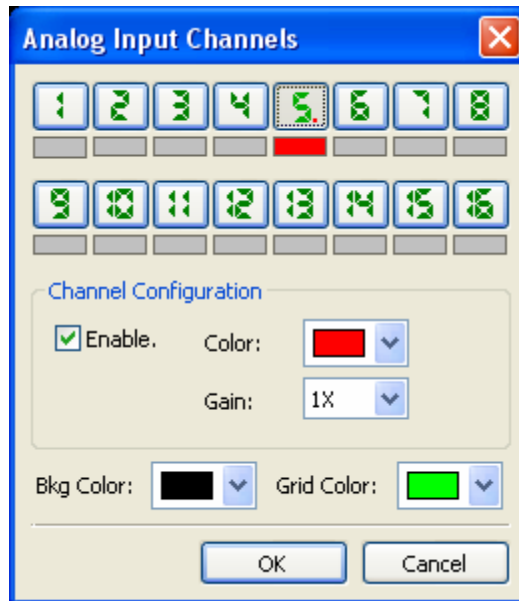 Analog Input Channels
1 2 3 4 5. 6 7 8
9 10 11 12 13 14 15 16
Channel Configuration
Enable. Color:
Gain: 1X
Bkg Color: Grid Color:
OK Cancel